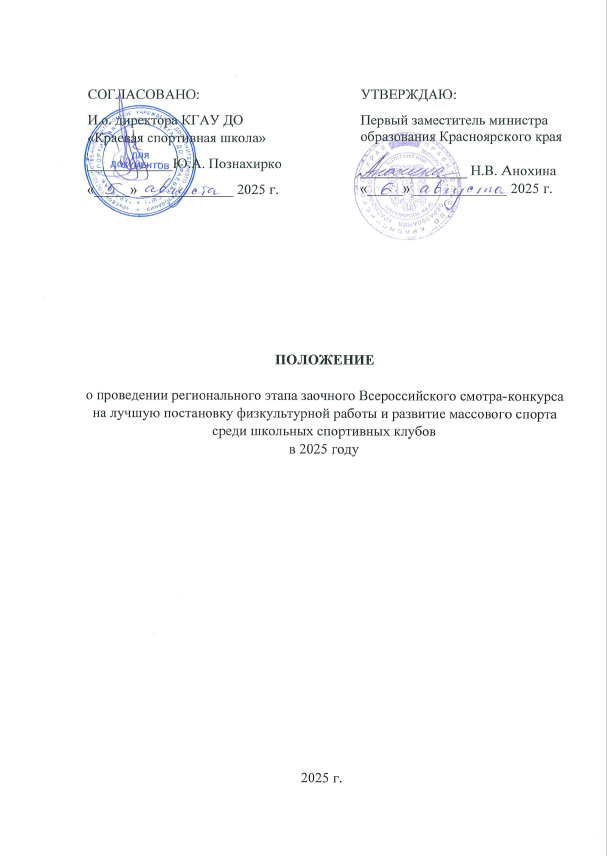 СОГЛАСОВАНО:
И.о. директора КГАУ ДО
«Краевая спортивная школа»
ДЛЯ
ДОКУМЕНТОВ
Ю.А. Познахирко
« 6 » августа 2025 г.
УТВЕРЖДАЮ:
Первый заместитель министра
образования Красноярского края
Н.В. Анохина
« 6 » августа 2025 г.
ПОЛОЖЕНИЕ
о проведении регионального этапа заочного Всероссийского смотра-конкурса
на лучшую постановку физкультурной работы и развитие массового спорта
среди школьных спортивных клубов
в 2025 году
2025 г.